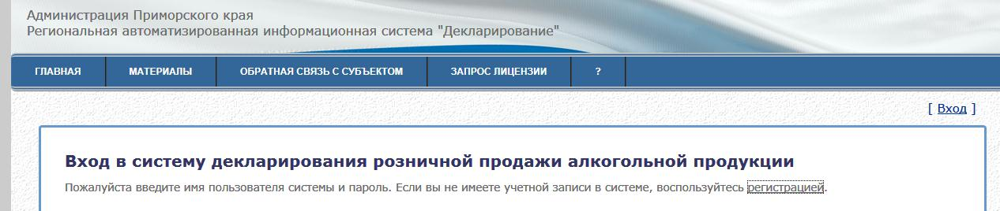 Администрация Приморского края
Региональная автоматизированная информационная система "Декларирование"
ГЛАВНАЯ МАТЕРИАЛЫ ОБРАТНАЯ СВЯЗЬ С СУБЪЕКТОМ ЗАПРОС ЛИЦЕНЗИИ ?
[ Вход ]
Вход в систему декларирования розничной продажи алкогольной продукции
Пожалуйста введите имя пользователя системы и пароль. Если вы не имеете учетной записи в системе, воспользуйтесь регистрацией.